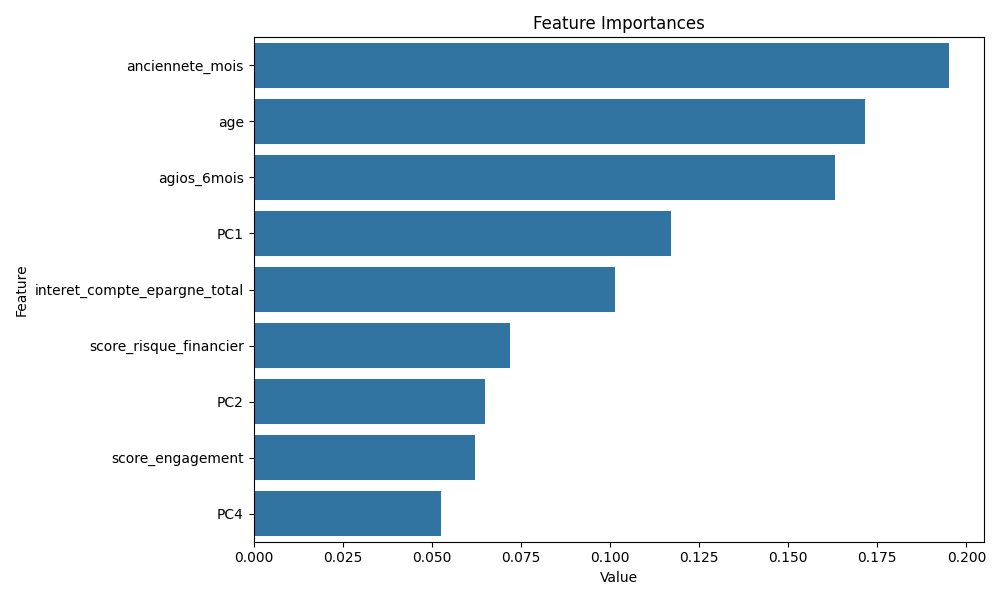 Feature Importances
Feature
anciennete_mois
age
agios_6mois
PC1
interet_compte_epargne_total
score_risque_financier
PC2
score_engagement
PC4
0.000 0.025 0.050 0.075 0.100 0.125 0.150 0.175 0.200
Value